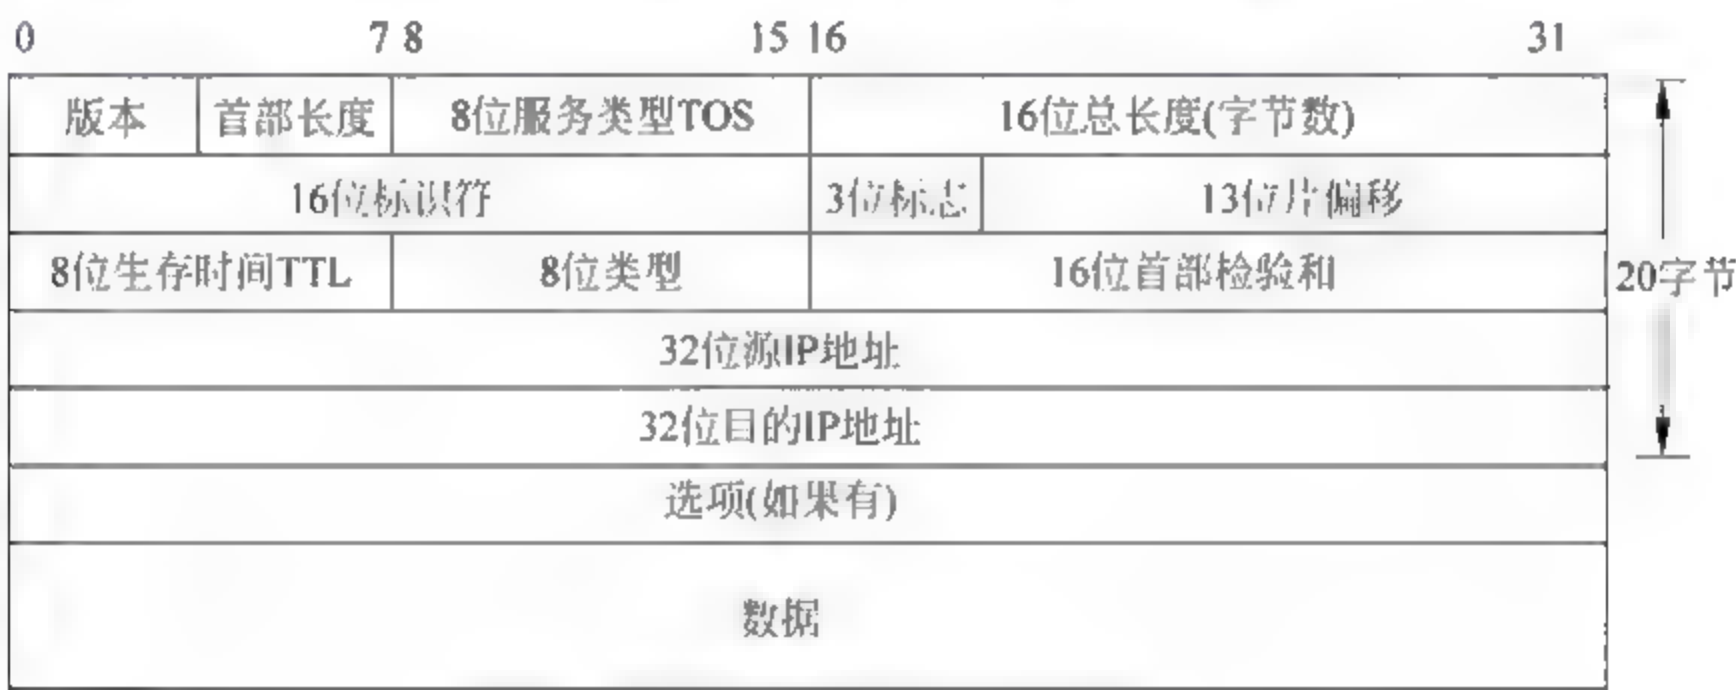 0 7 8 15 16 31
版本 首部长度 8位服务类型TOS 16位总长度(字节数)
16位标识符 3位标志 13位片偏移
8位生存时间TTL 8位类型 16位首部检验和 20字节
32位源IP地址
32位目的IP地址
选项(如果有)
数据